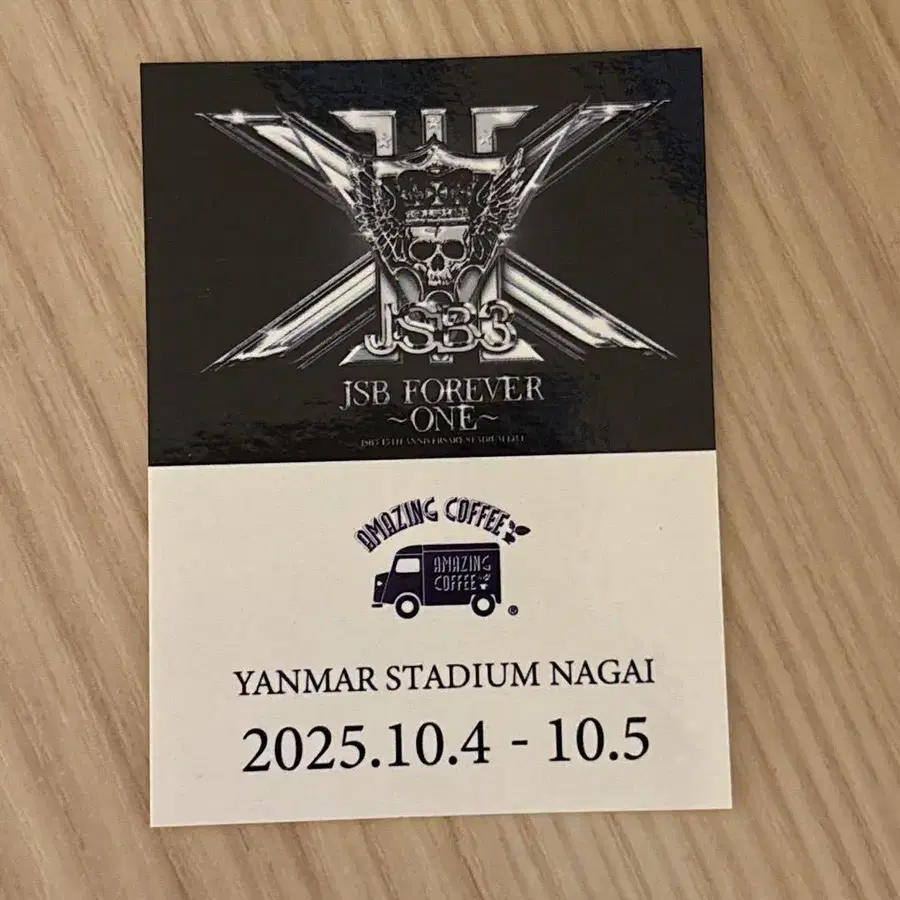 JSB3
JSB FOREVER
~ONE~
AMAZING COFFEE
AMAZING
COFFEE
®
YANMAR STADIUM NAGAI
2025.10.4 - 10.5